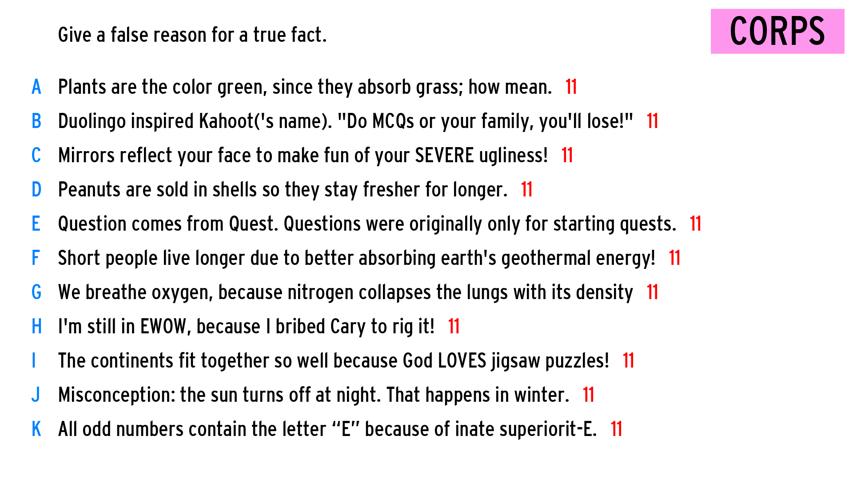 Give a false reason for a true fact.
CORPS
A Plants are the color green, since they absorb grass; how mean. 11
B Duolingo inspired Kahoot('s name). "Do MCQs or your family, you'll lose!" 11
C Mirrors reflect your face to make fun of your SEVERE ugliness! 11
D Peanuts are sold in shells so they stay fresher for longer. 11
E Question comes from Quest. Questions were originally only for starting quests. 11
F Short people live longer due to better absorbing earth's geothermal energy! 11
G We breathe oxygen, because nitrogen collapses the lungs with its density 11
H I'm still in EWOW, because I bribed Cary to rig it! 11
I The continents fit together so well because God LOVES jigsaw puzzles! 11
J Misconception: the sun turns off at night. That happens in winter. 11
K All odd numbers contain the letter “E” because of inate superiorit-E. 11